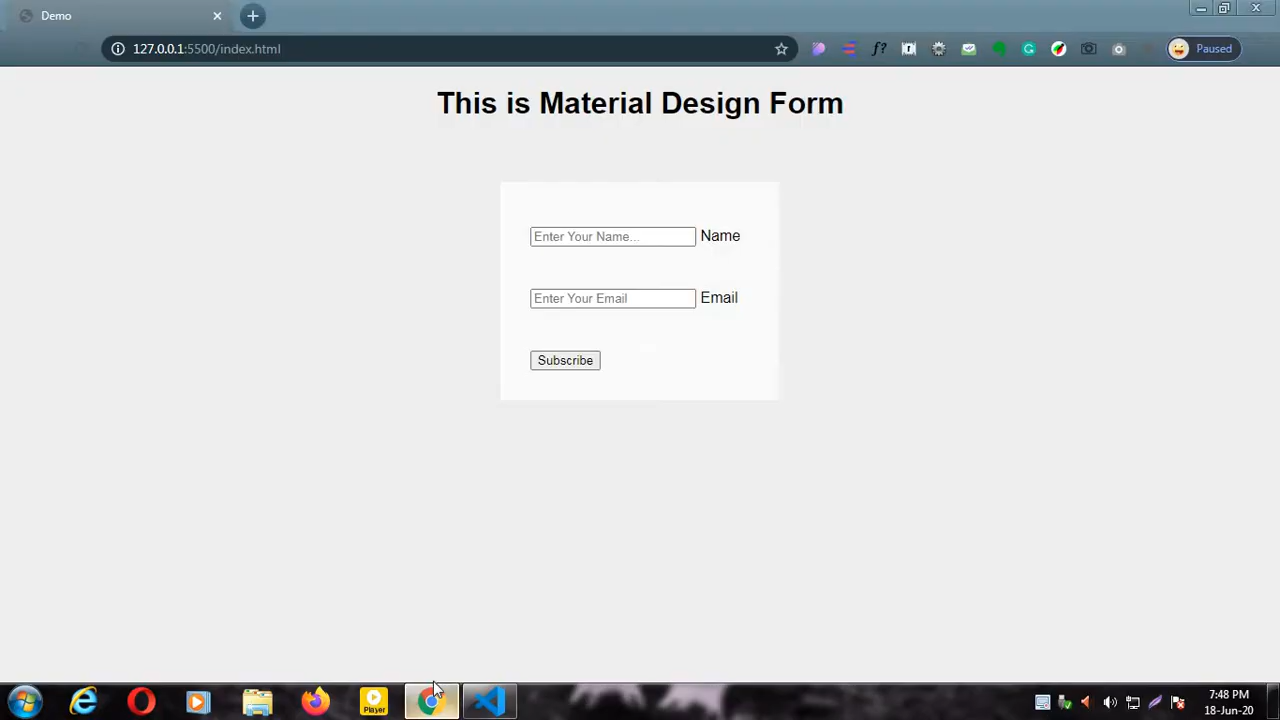 Demo
127.0.0.1:5500/index.html
f?
Paused
This is Material Design Form
Enter Your Name... Name
Enter Your Email Email
Subscribe
Player
7:48 PM
18-Jun-20